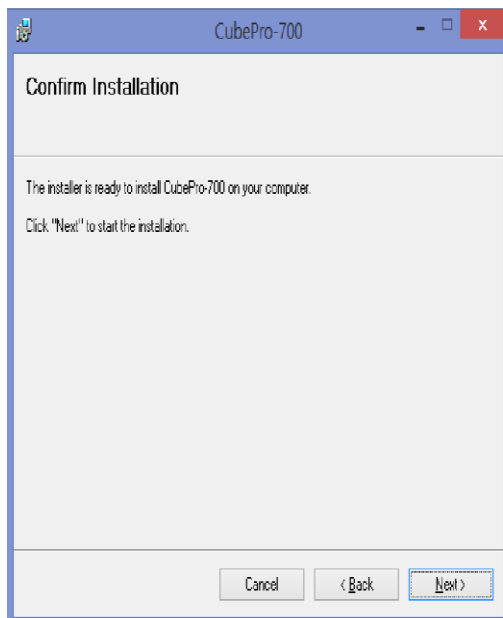 CubePro-700
Confirm Installation
The installer is ready to install CubePro-700 on your computer.
Click "Next" to start the installation.
Cancel
< Back
Next >